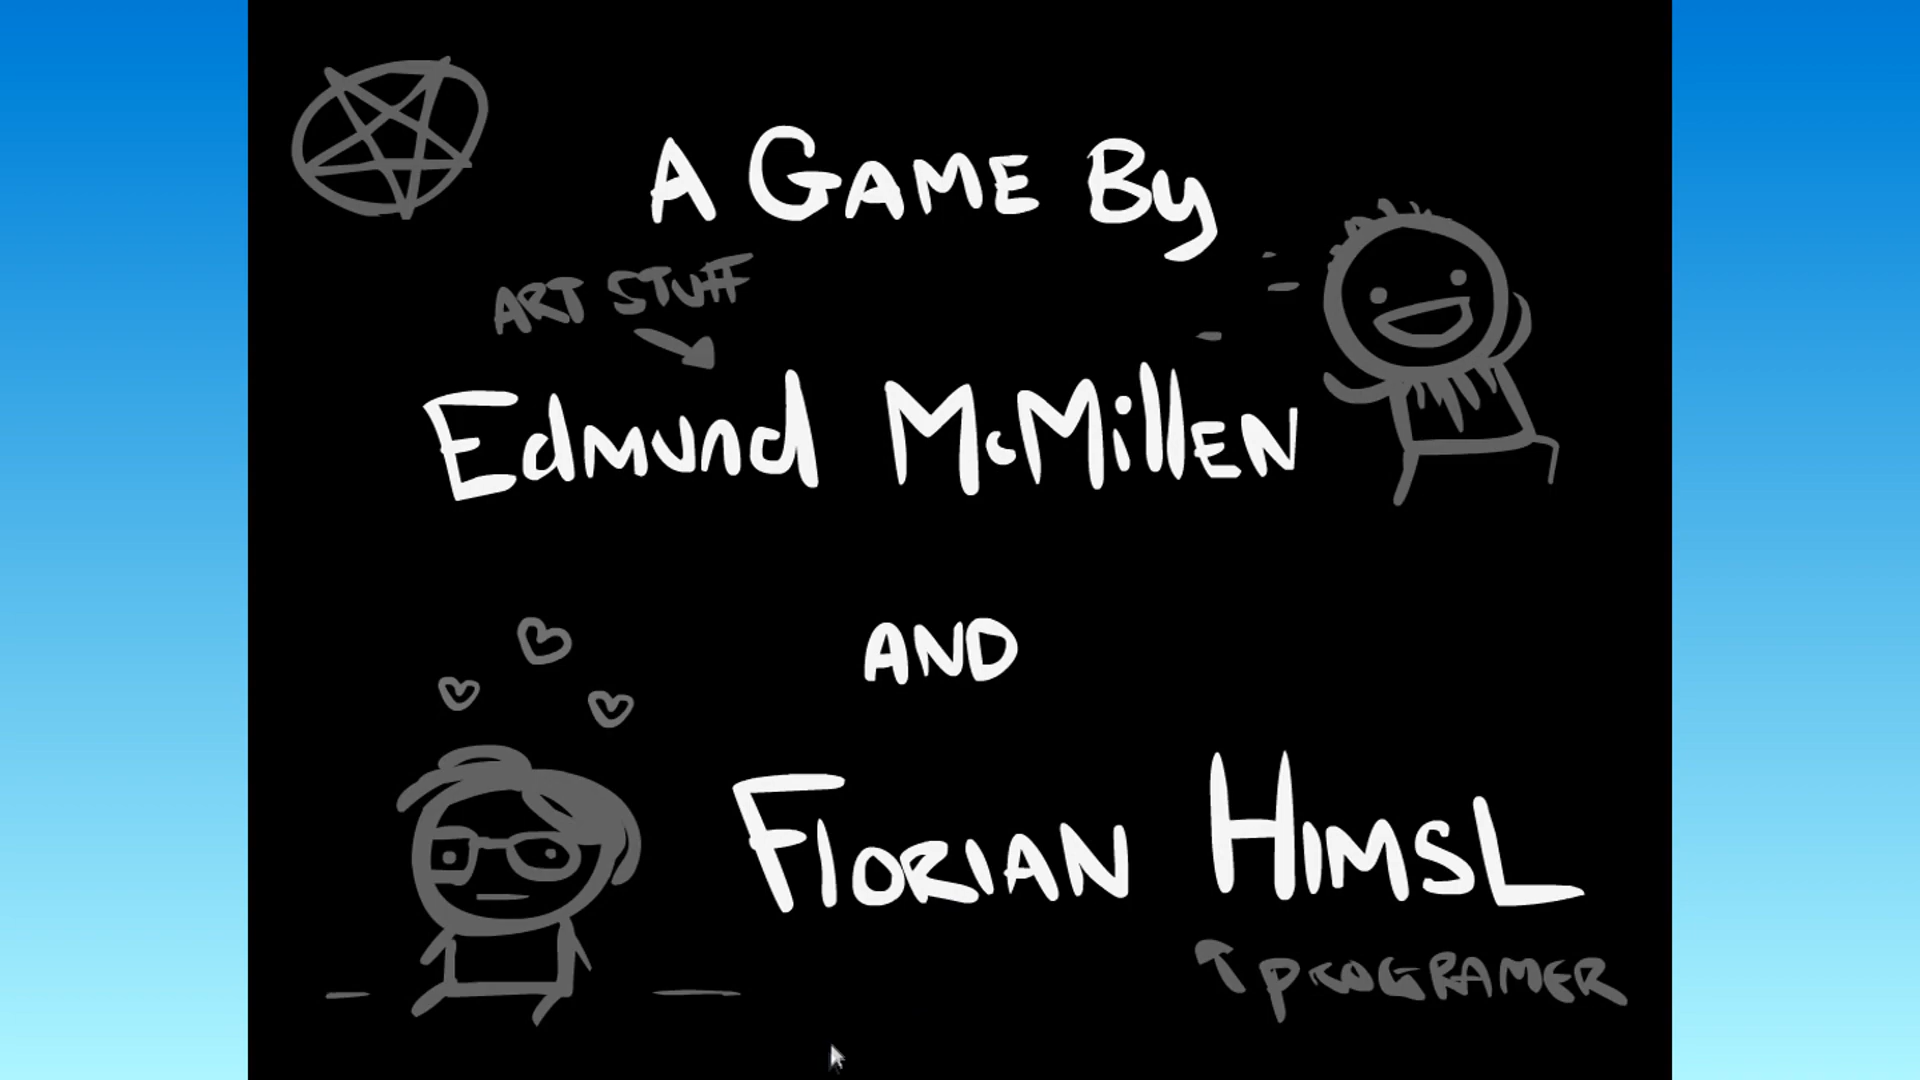 A GAME By
ART STUFF
Edmund McMillEN
AND
FlORIAN HIMSL
PROGRAMER